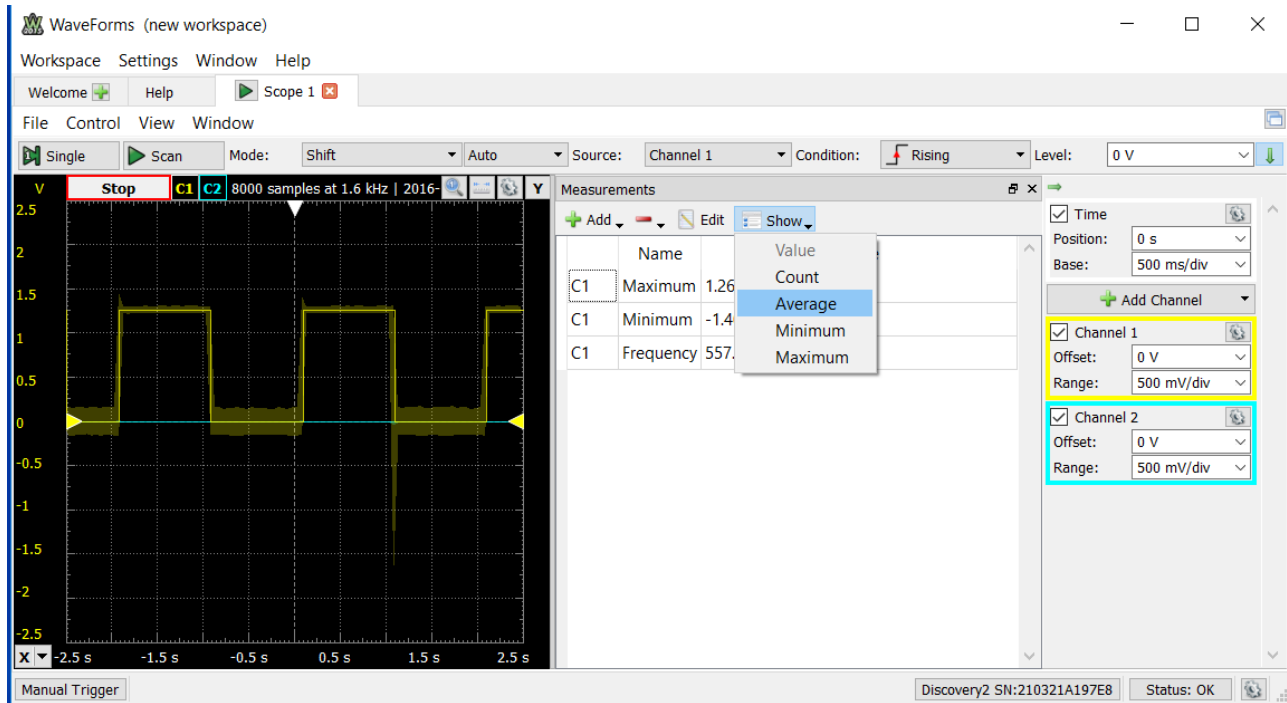 WaveForms (new workspace)
Workspace Settings Window Help
Welcome Help Scope 1
File Control View Window
Single Scan Mode: Shift Auto Source: Channel 1 Condition: Rising Level: 0 V
V Stop C1 C2 8000 samples at 1.6 kHz | 2016- Y
2.5
2
1.5
1
0.5
0
-0.5
-1
-1.5
-2
-2.5
X -2.5 s -1.5 s -0.5 s 0.5 s 1.5 s 2.5 s
Measurements
Add Edit Show
Name
C1 Maximum 1.26
C1 Minimum -1.4
C1 Frequency 557.
Value
Count
Average
Minimum
Maximum
Time
Position: 0 s
Base: 500 ms/div
Add Channel
Channel 1
Offset: 0 V
Range: 500 mV/div
Channel 2
Offset: 0 V
Range: 500 mV/div
Manual Trigger Discovery2 SN:210321A197E8 Status: OK